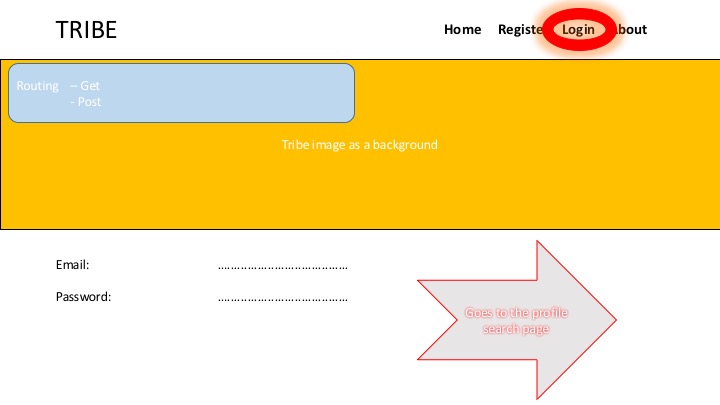 TRIBE
Home Registe Login bout
Routing – Get
- Post
Tribe image as a background
Email: ........................................
Password: ........................................
Goes to the profile
search page